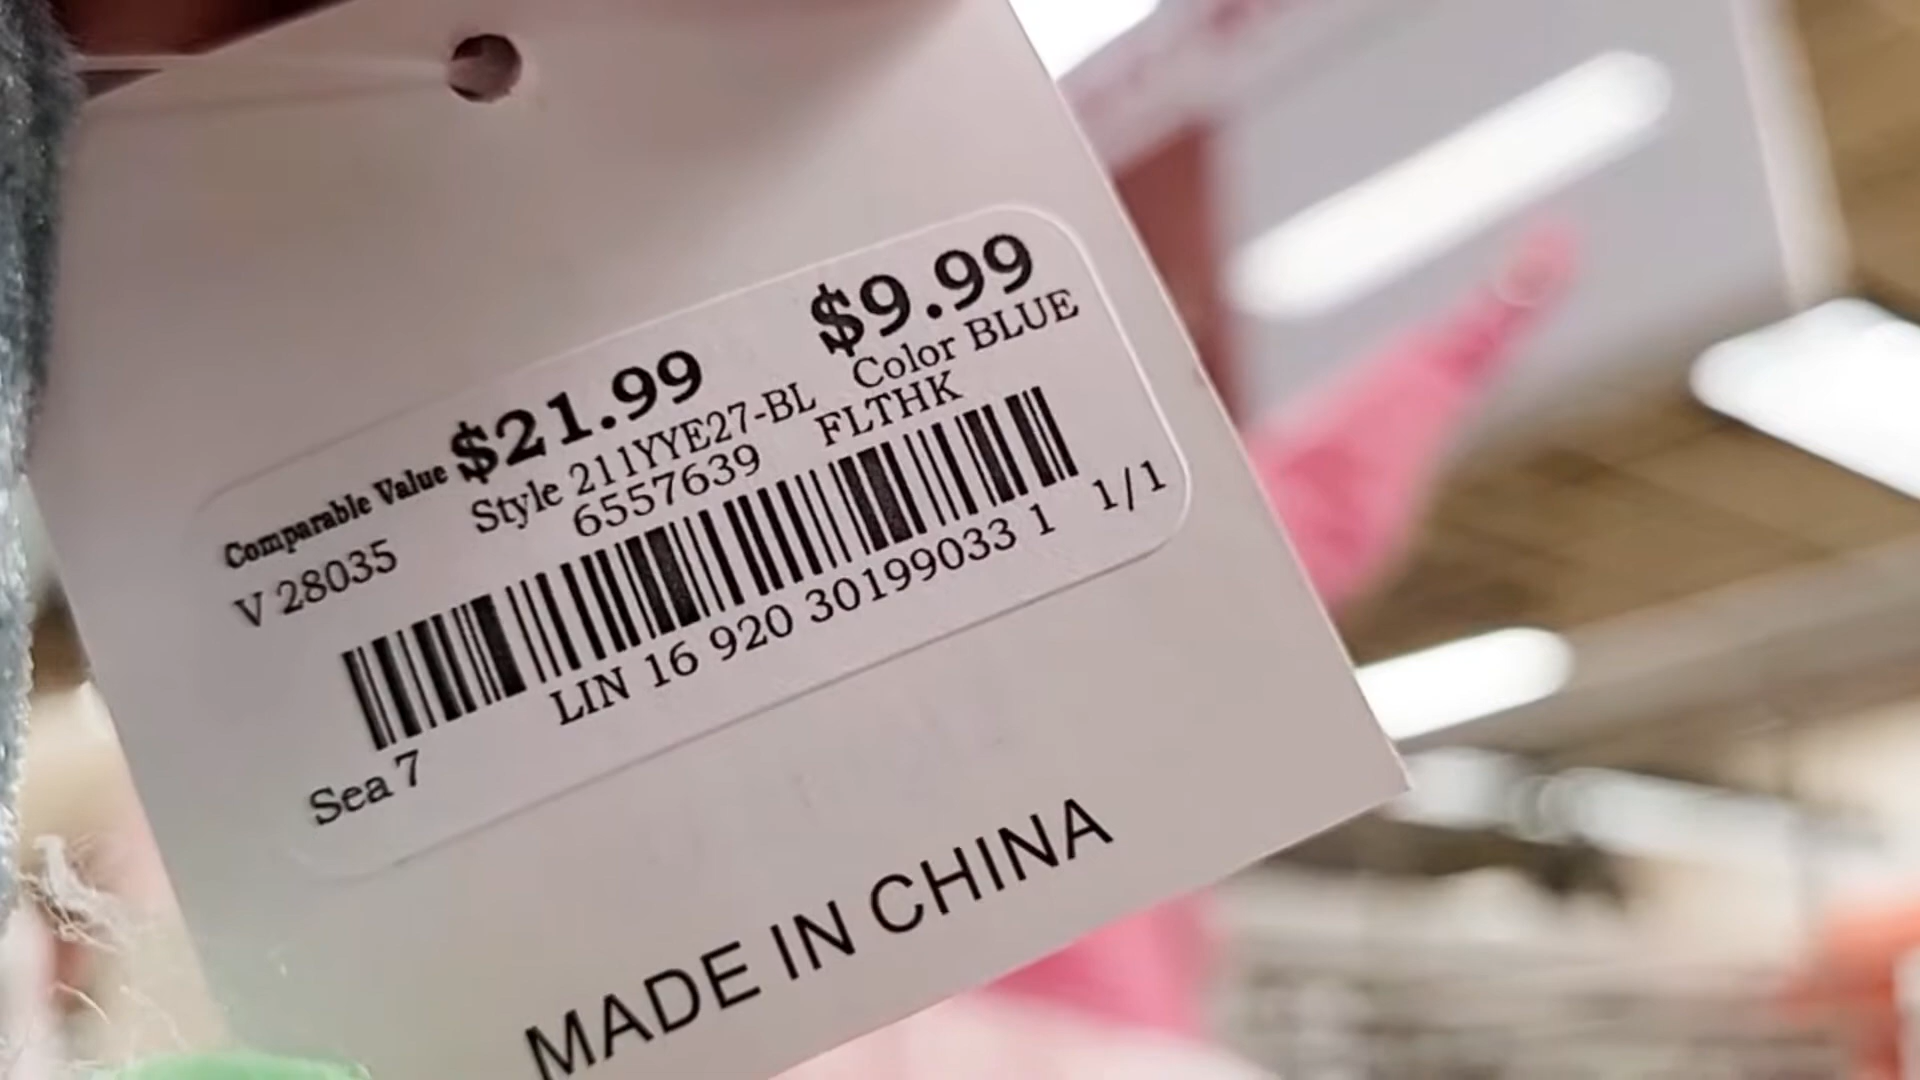 $9.99
Comparable Value $21.99
Color BLUE
V 28035 Style 211YYE27-BL
6557639 FLTHK
LIN 16 920 30199033 1 1/1
Sea 7
MADE IN CHINA